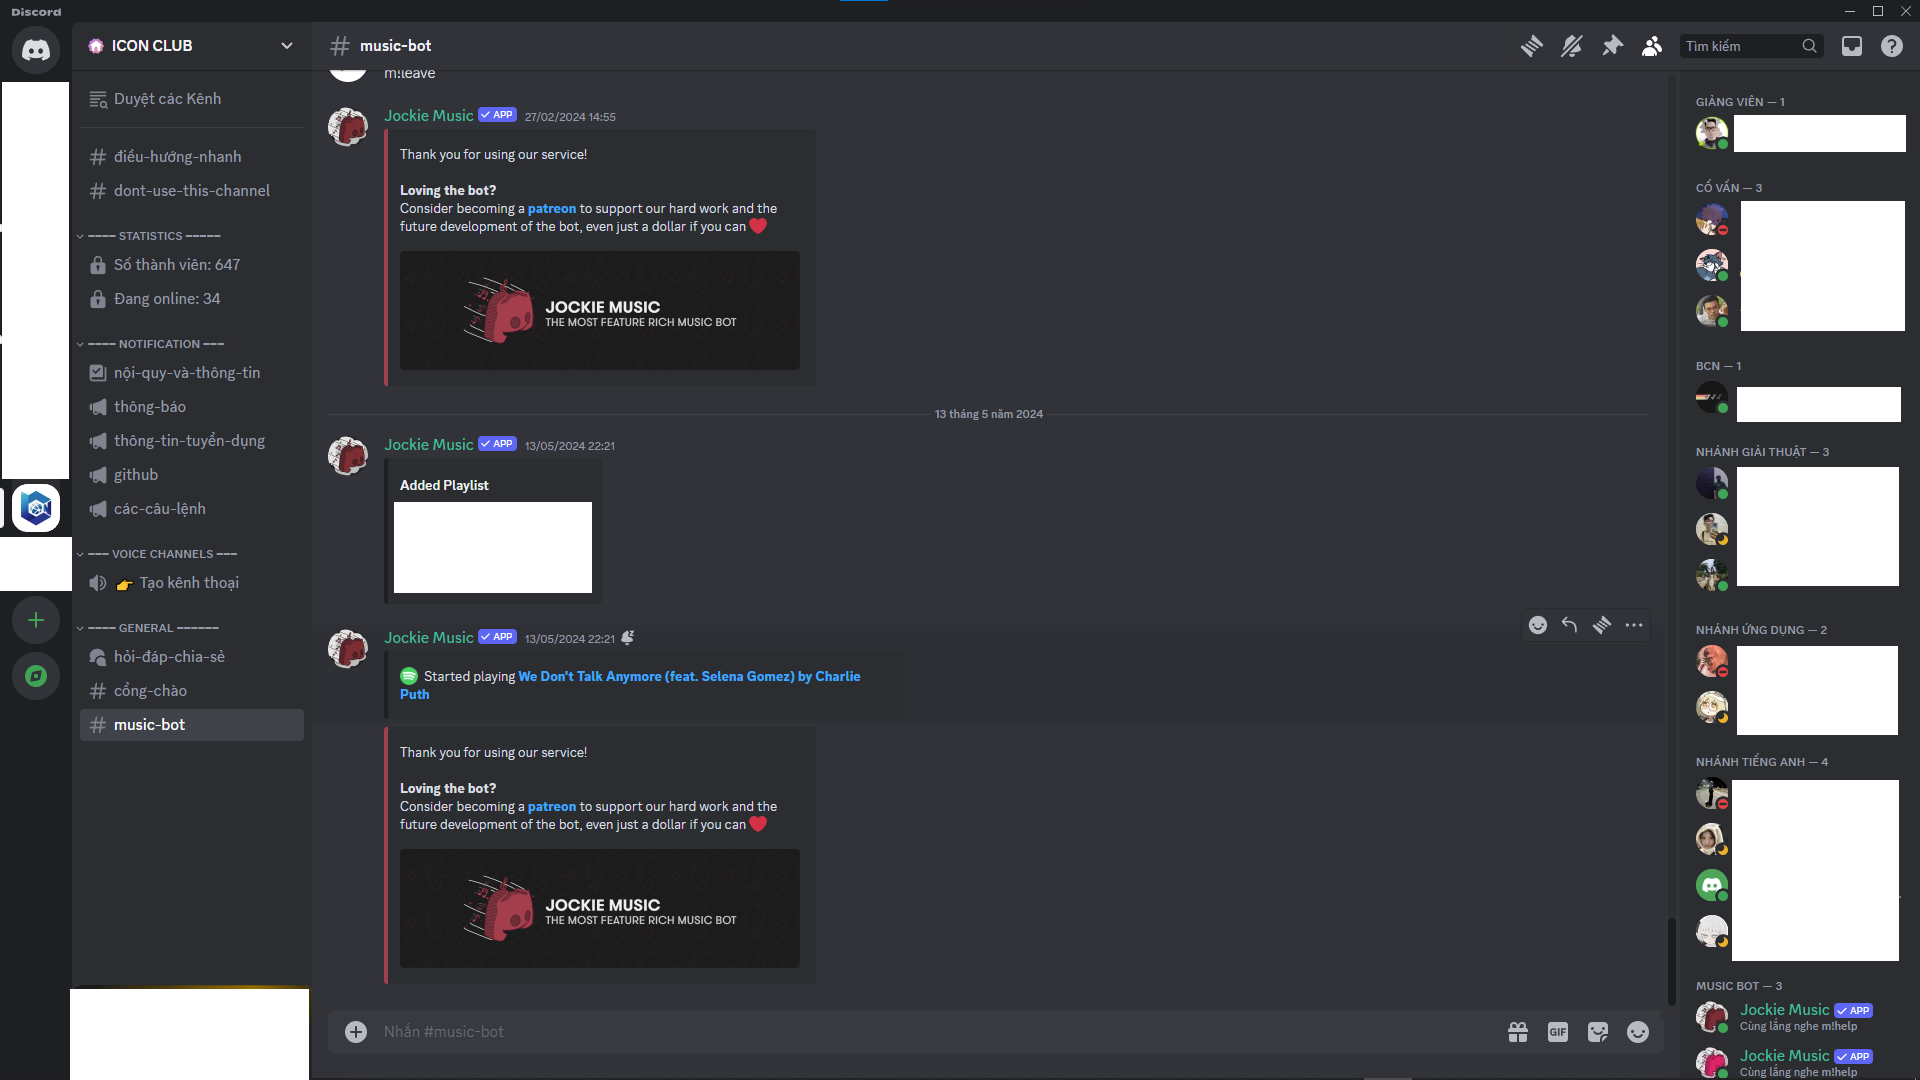 Discord
ICON CLUB
Duyệt các Kênh
điều-hướng-nhanh
dont-use-this-channel
---- STATISTICS -----
Số thành viên: 647
Đang online: 34
---- NOTIFICATION ---
nội-quy-và-thông-tin
thông-báo
thông-tin-tuyển-dụng
github
các-câu-lệnh
--- VOICE CHANNELS ---
Tạo kênh thoại
---- GENERAL ------
hỏi-đáp-chia-sẻ
cổng-chào
music-bot
music-bot
Tìm kiếm
m!leave
Jockie Music APP 27/02/2024 14:55
Thank you for using our service!
Loving the bot?
Consider becoming a patreon to support our hard work and the
future development of the bot, even just a dollar if you can
JOCKIE MUSIC
THE MOST FEATURE RICH MUSIC BOT
13 tháng 5 năm 2024
Jockie Music APP 13/05/2024 22:21
Added Playlist
Jockie Music APP 13/05/2024 22:21
Started playing We Don't Talk Anymore (feat. Selena Gomez) by Charlie
Puth
Thank you for using our service!
Loving the bot?
Consider becoming a patreon to support our hard work and the
future development of the bot, even just a dollar if you can
JOCKIE MUSIC
THE MOST FEATURE RICH MUSIC BOT
Nhắn #music-bot
GIF
GIẢNG VIÊN — 1
CỐ VẤN — 3
BCN — 1
NHÁNH GIẢI THUẬT — 3
NHÁNH ỨNG DỤNG — 2
NHÁNH TIẾNG ANH — 4
MUSIC BOT — 3
Jockie Music APP
Cùng lắng nghe m!help
Jockie Music APP
Cùng lắng nghe m!help